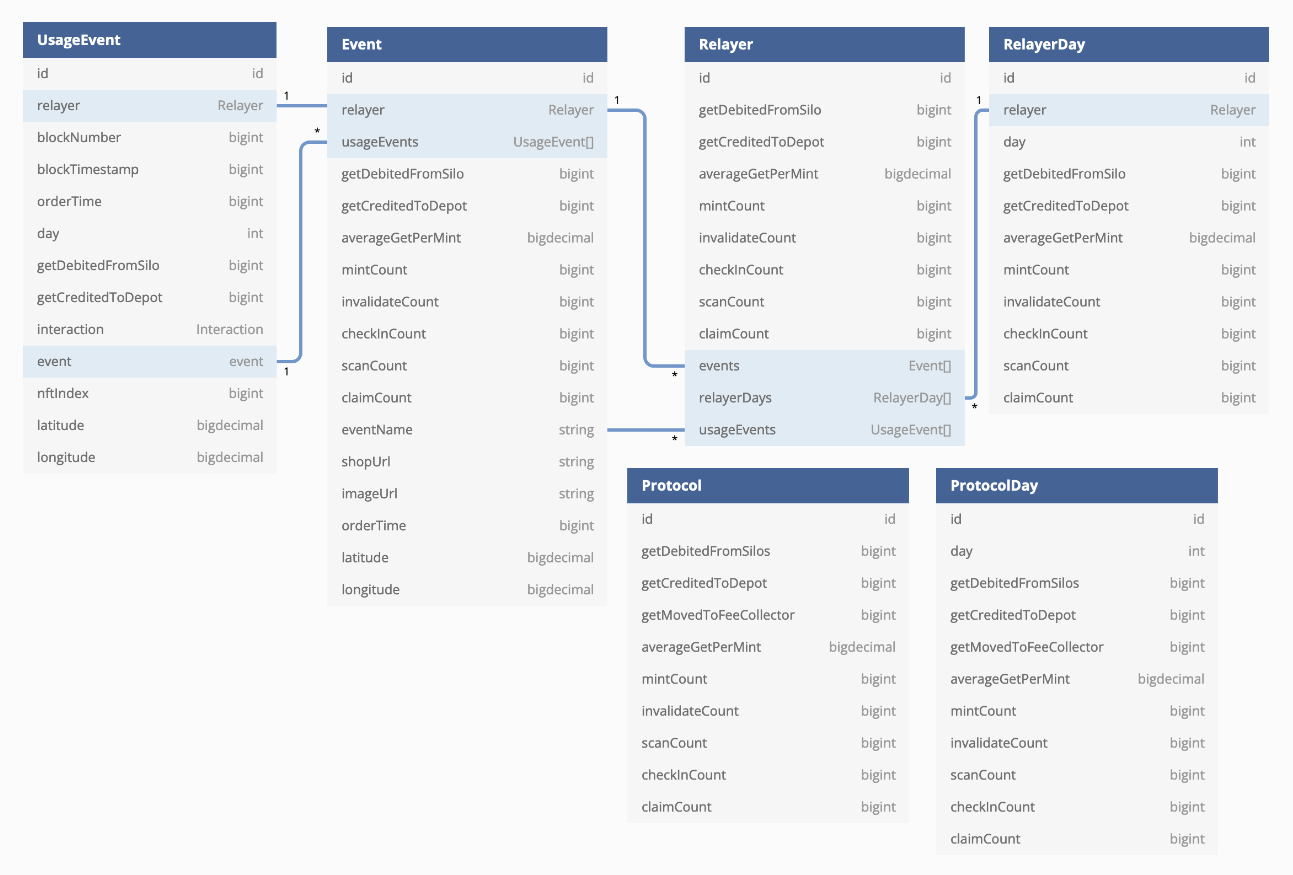 UsageEvent
id id
relayer Relayer
blockNumber bigint
blockTimestamp bigint
orderTime bigint
day int
getDebitedFromSilo bigint
getCreditedToDepot bigint
interaction Interaction
event event
nftIndex bigint
latitude bigdecimal
longitude bigdecimal
1
1
*
Event
id id
relayer Relayer
usageEvents UsageEvent[]
getDebitedFromSilo bigint
getCreditedToDepot bigint
averageGetPerMint bigdecimal
mintCount bigint
invalidateCount bigint
checkInCount bigint
scanCount bigint
claimCount bigint
eventName string
shopUrl string
imageUrl string
orderTime bigint
latitude bigdecimal
longitude bigdecimal
1
*
*
Relayer
id id
getDebitedFromSilo bigint
getCreditedToDepot bigint
averageGetPerMint bigdecimal
mintCount bigint
invalidateCount bigint
checkInCount bigint
scanCount bigint
claimCount bigint
events Event[]
relayerDays RelayerDay[]
usageEvents UsageEvent[]
1
*
RelayerDay
id id
relayer Relayer
day int
getDebitedFromSilo bigint
getCreditedToDepot bigint
averageGetPerMint bigdecimal
mintCount bigint
invalidateCount bigint
checkInCount bigint
scanCount bigint
claimCount bigint
Protocol
id id
getDebitedFromSilos bigint
getCreditedToDepot bigint
getMovedToFeeCollector bigint
averageGetPerMint bigdecimal
mintCount bigint
invalidateCount bigint
scanCount bigint
checkInCount bigint
claimCount bigint
ProtocolDay
id id
day int
getDebitedFromSilos bigint
getCreditedToDepot bigint
getMovedToFeeCollector bigint
averageGetPerMint bigdecimal
mintCount bigint
invalidateCount bigint
scanCount bigint
checkInCount bigint
claimCount bigint